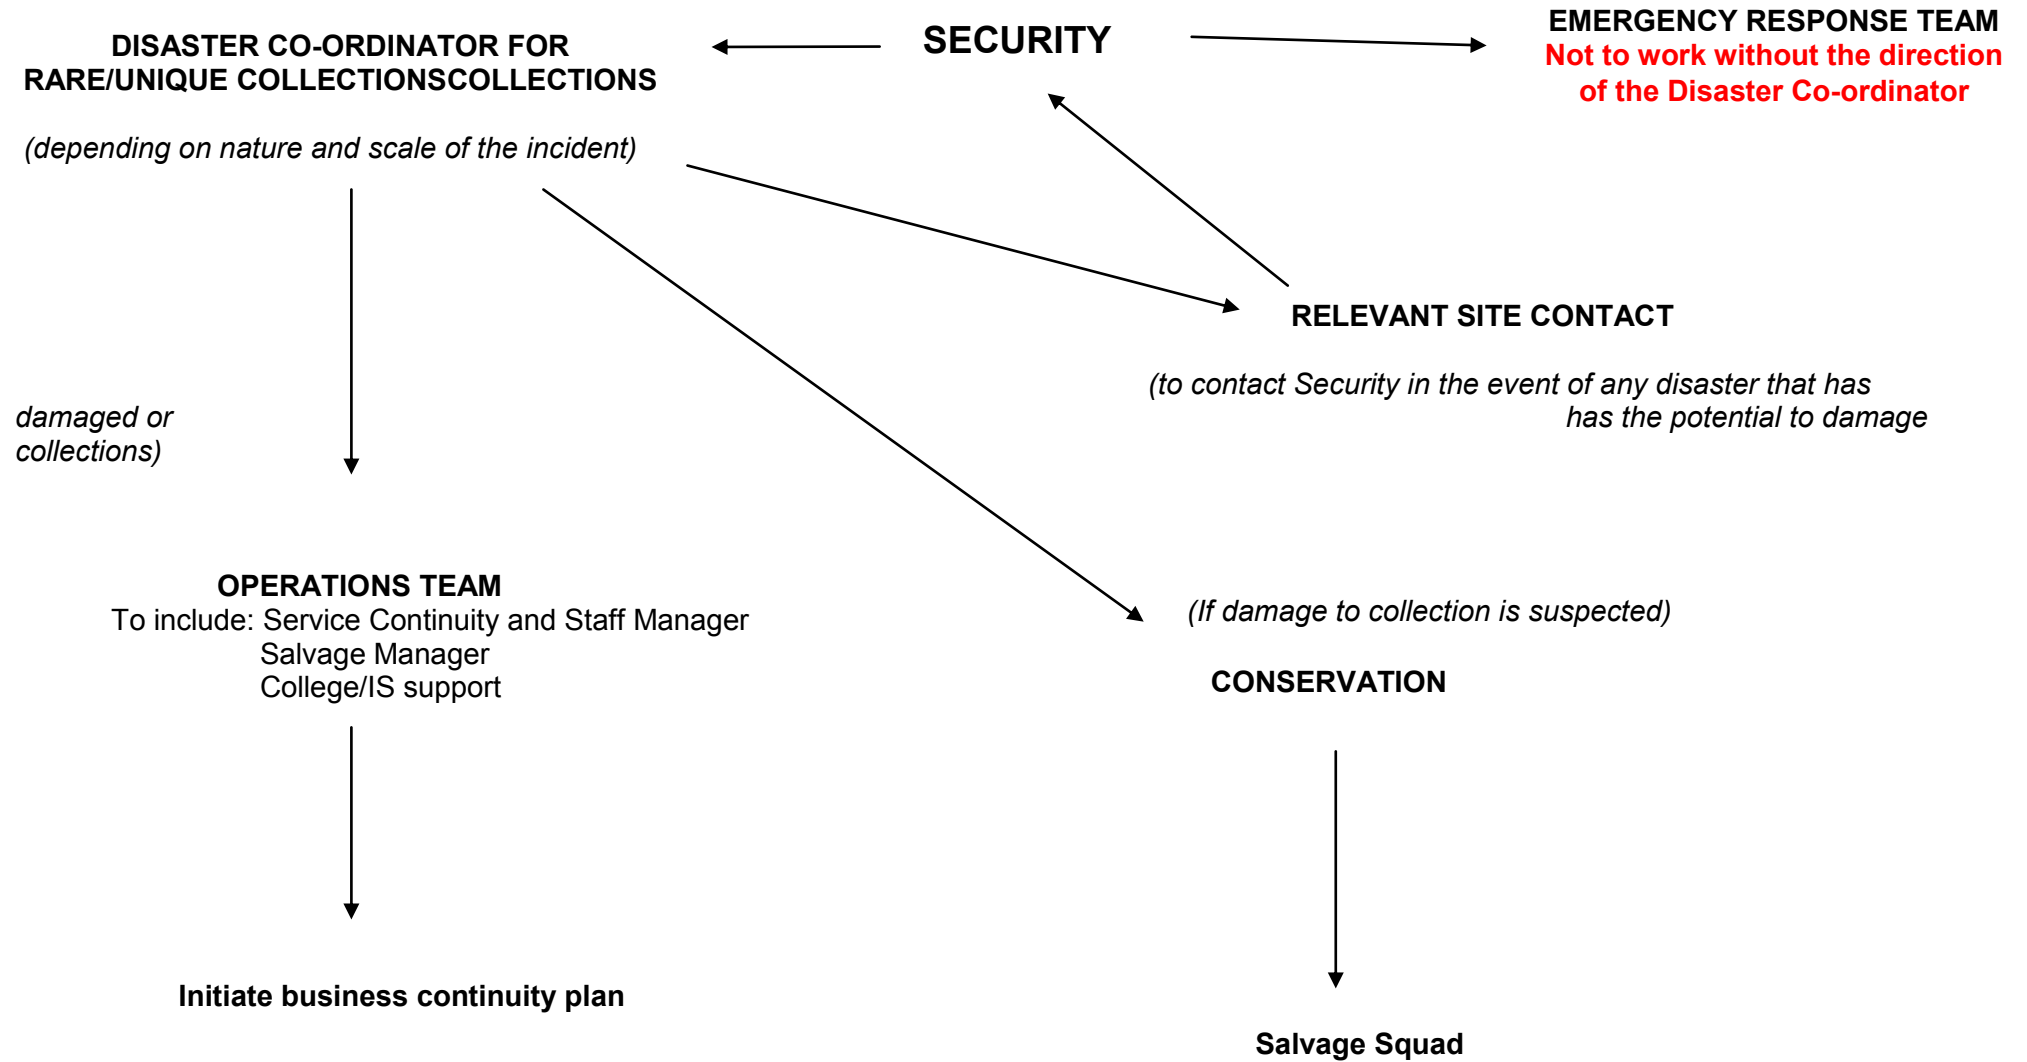 SECURITY
EMERGENCY RESPONSE TEAM
Not to work without the direction
of the Disaster Co-ordinator
DISASTER CO-ORDINATOR FOR
RARE/UNIQUE COLLECTIONSCOLLECTIONS
(depending on nature and scale of the incident)
RELEVANT SITE CONTACT
(to contact Security in the event of any disaster that has
damaged or has the potential to damage
collections)
OPERATIONS TEAM
To include: Service Continuity and Staff Manager
Salvage Manager
College/IS support
(If damage to collection is suspected)
CONSERVATION
Initiate business continuity plan
Salvage Squad